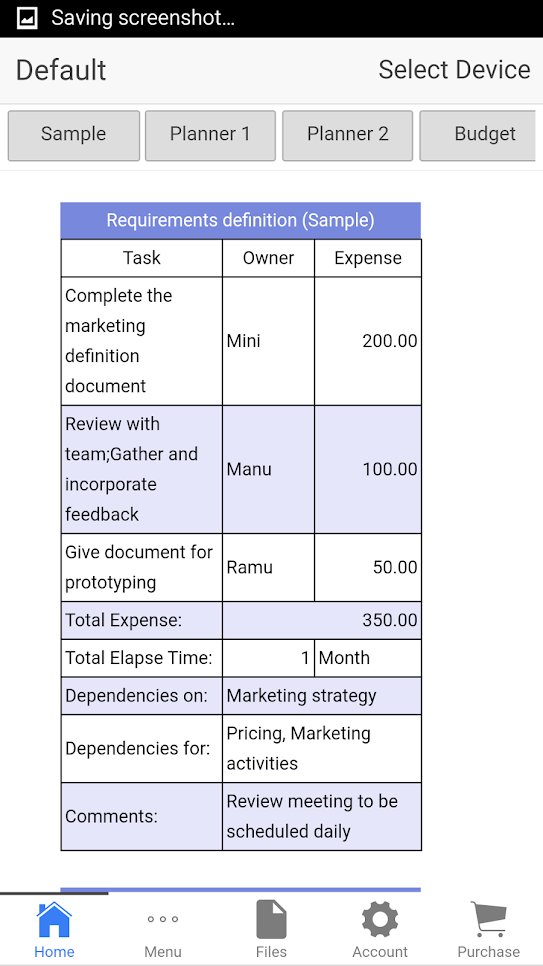 Saving screenshot...
Default
Select Device
Sample
Planner 1
Planner 2
Budget
Requirements definition (Sample)
Task
Owner
Expense
Complete the
marketing
definition
document
Mini
200.00
Review with
team;Gather and
incorporate
feedback
Manu
100.00
Give document for
prototyping
Ramu
50.00
Total Expense:
350.00
Total Elapse Time:
1
Month
Dependencies on:
Marketing strategy
Dependencies for:
Pricing, Marketing
activities
Comments:
Review meeting to be
scheduled daily
Home
Menu
Files
Account
Purchase